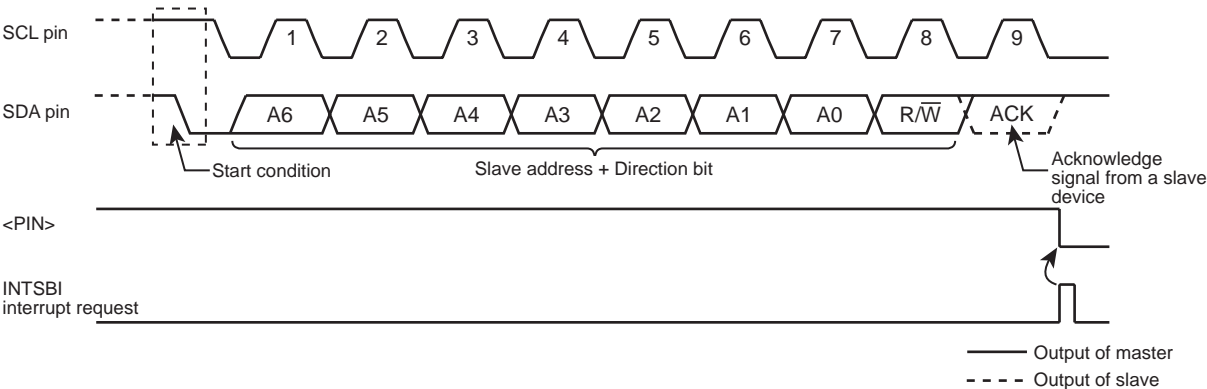 SCL pin
1 2 3 4 5 6 7 8 9
SDA pin
A6 A5 A4 A3 A2 A1 A0 R/W̅ ACK
Start condition
Slave address + Direction bit
Acknowledge
signal from a slave
device
<PIN>
INTSBI
interrupt request
Output of master
Output of slave